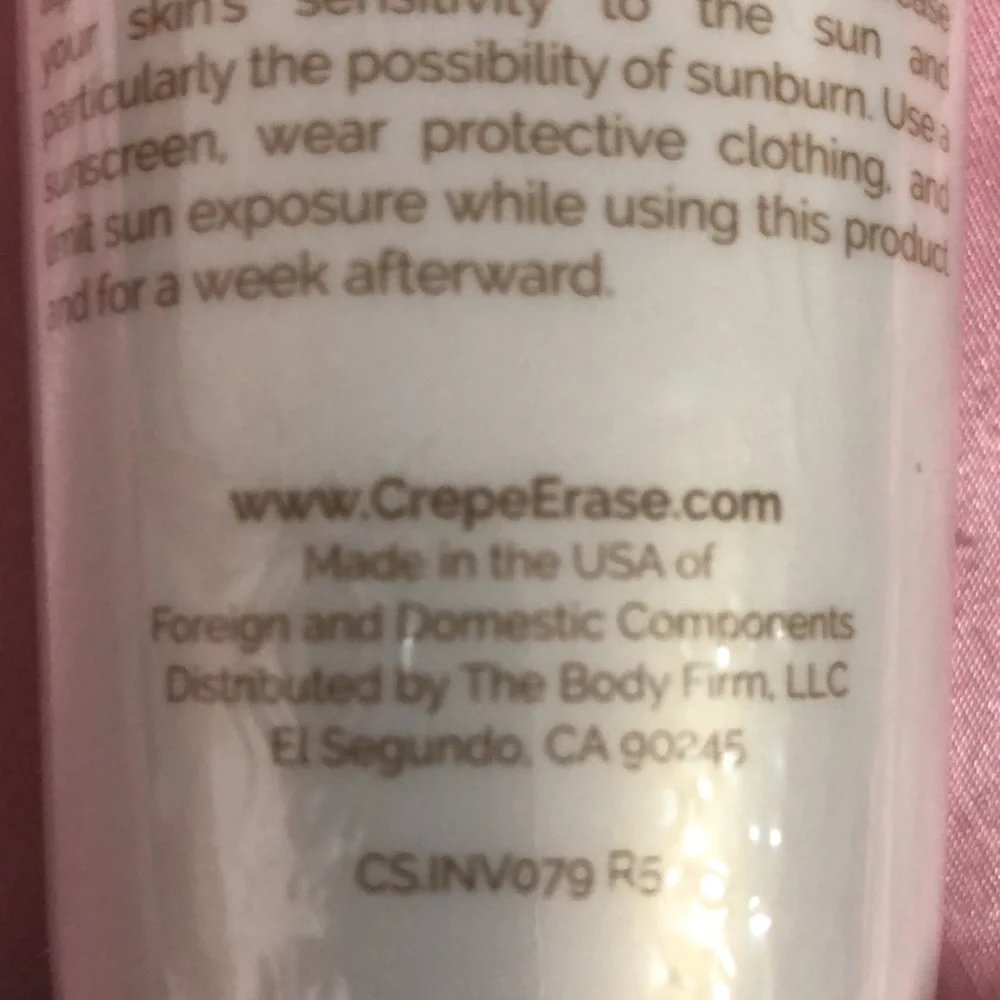 your skin's sensitivity to the sun and
particularly the possibility of sunburn. Use a
sunscreen, wear protective clothing, and
limit sun exposure while using this product
and for a week afterward.
www.CrepeErase.com
Made in the USA of
Foreign and Domestic Components
Distributed by The Body Firm, LLC
El Segundo, CA 90245
CS.INV079 R5